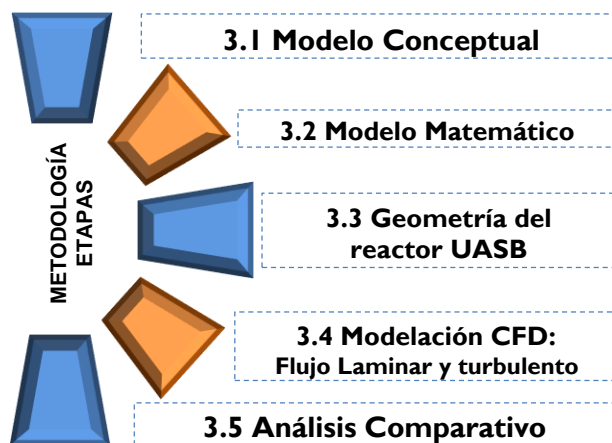 3.1 Modelo Conceptual
3.2 Modelo Matemático
METODOLOGÍA
ETAPAS
3.3 Geometría del
reactor UASB
3.4 Modelación CFD:
Flujo Laminar y turbulento
3.5 Análisis Comparativo